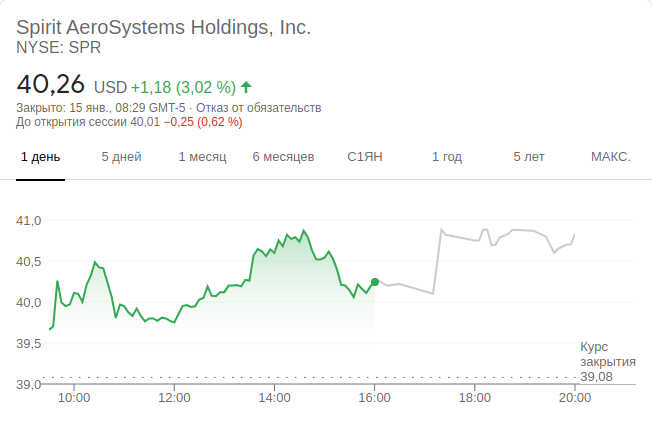 Spirit AeroSystems Holdings, Inc.
NYSE: SPR
40,26 USD +1,18 (3,02 %)
Закрыто: 15 янв., 08:29 GMT-5 · Отказ от обязательств
До открытия сессии 40,01 −0,25 (0,62 %)
1 день 5 дней 1 месяц 6 месяцев С1ЯН 1 год 5 лет МАКС.
41,0
40,5
40,0
39,5
Курс
закрытия
39,08
39,0
10:00 12:00 14:00 16:00 18:00 20:00